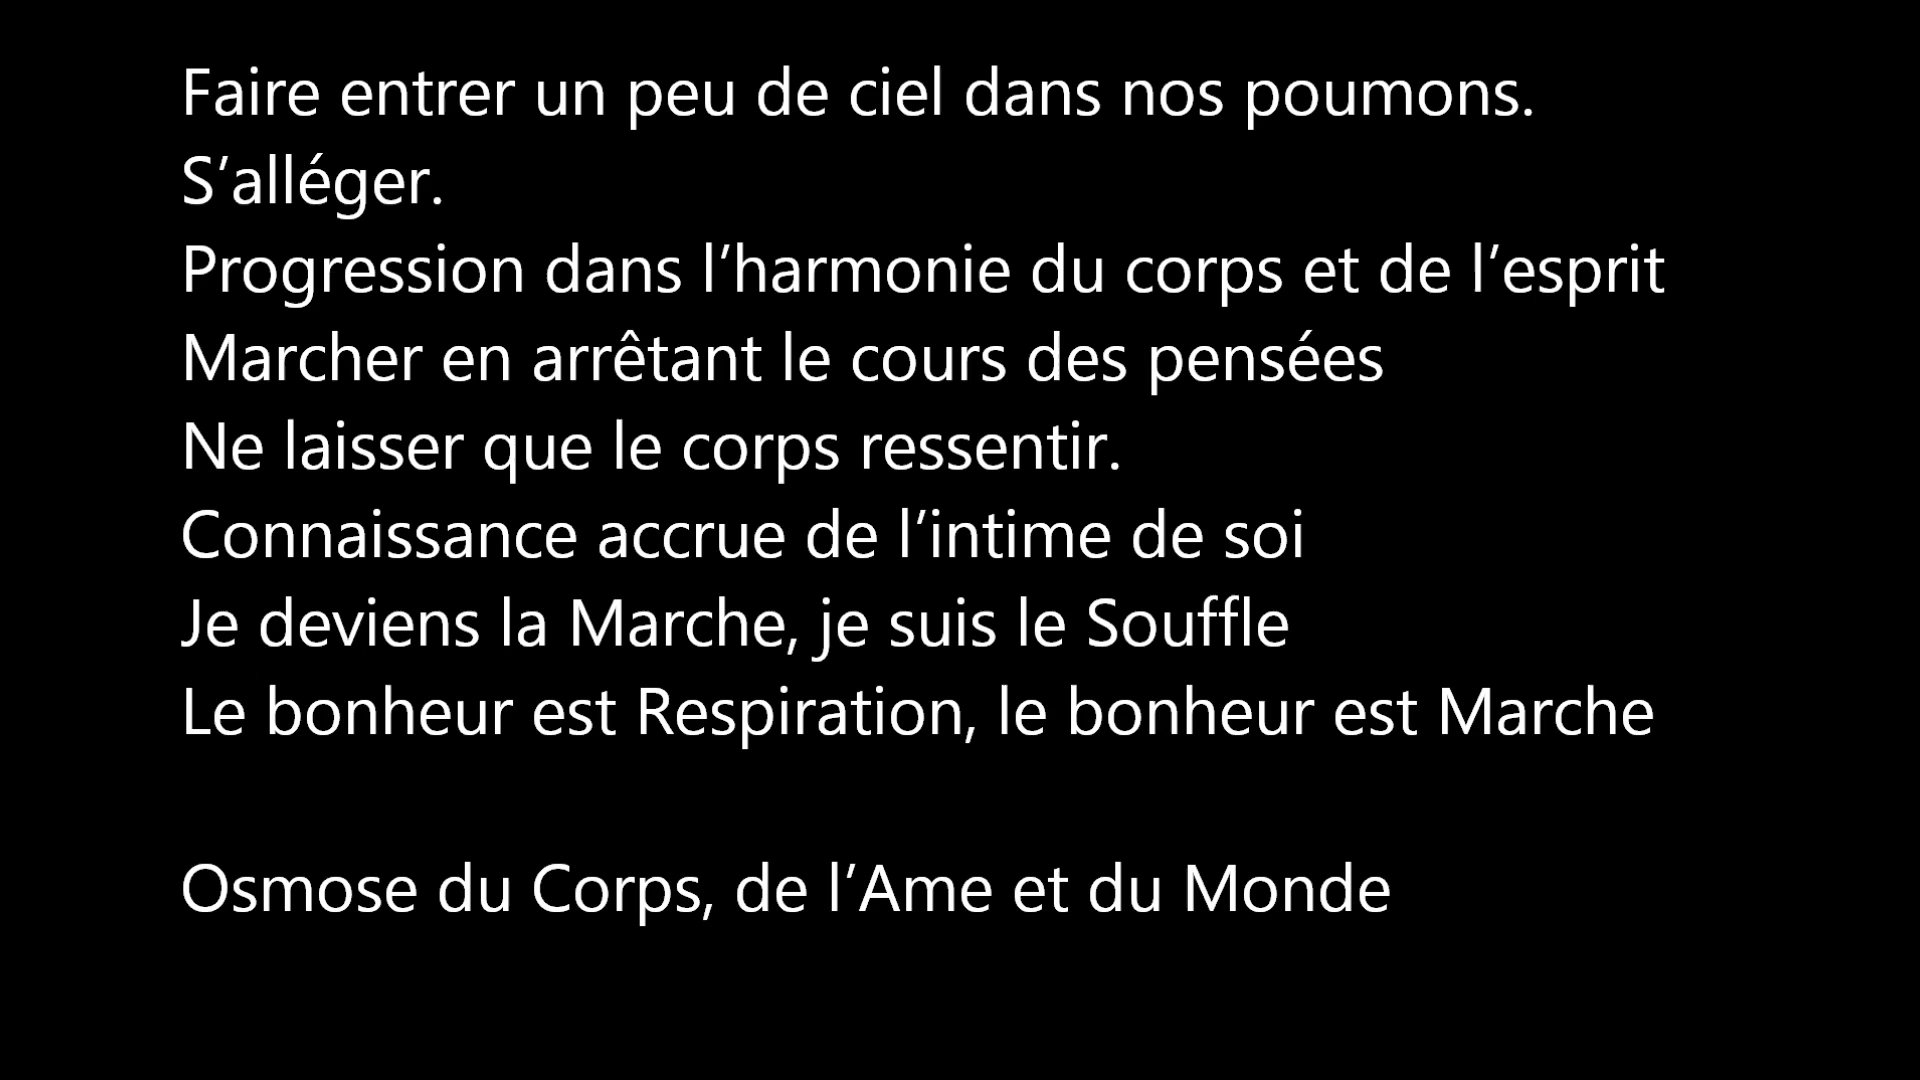 Faire entrer un peu de ciel dans nos poumons.
S’alléger.
Progression dans l’harmonie du corps et de l’esprit
Marcher en arrêtant le cours des pensées
Ne laisser que le corps ressentir.
Connaissance accrue de l’intime de soi
Je deviens la Marche, je suis le Souffle
Le bonheur est Respiration, le bonheur est Marche
Osmose du Corps, de l’Ame et du Monde